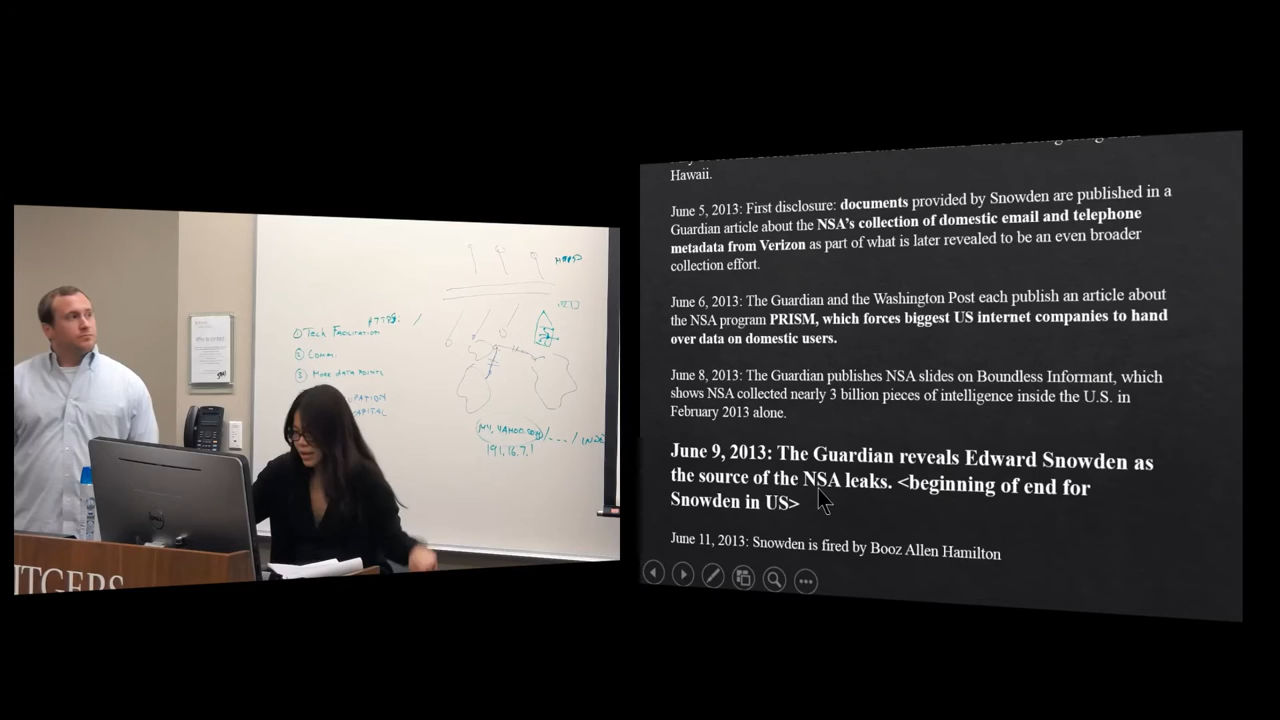 HTTPS: /
① TECH FACILITATION
② COMM.
③ MORE DATA POINTS
MY.YAHOO.COM/---/
191.16.7.1
DELL
Hawaii.
June 5, 2013: First disclosure: documents provided by Snowden are published in a
Guardian article about the NSA's collection of domestic email and telephone
metadata from Verizon as part of what is later revealed to be an even broader
collection effort.
June 6, 2013: The Guardian and the Washington Post each publish an article about
the NSA program PRISM, which forces biggest US internet companies to hand
over data on domestic users.
June 8, 2013: The Guardian publishes NSA slides on Boundless Informant, which
shows NSA collected nearly 3 billion pieces of intelligence inside the U.S. in
February 2013 alone.
June 9, 2013: The Guardian reveals Edward Snowden as
the source of the NSA leaks. <beginning of end for
Snowden in US>
June 11, 2013: Snowden is fired by Booz Allen Hamilton